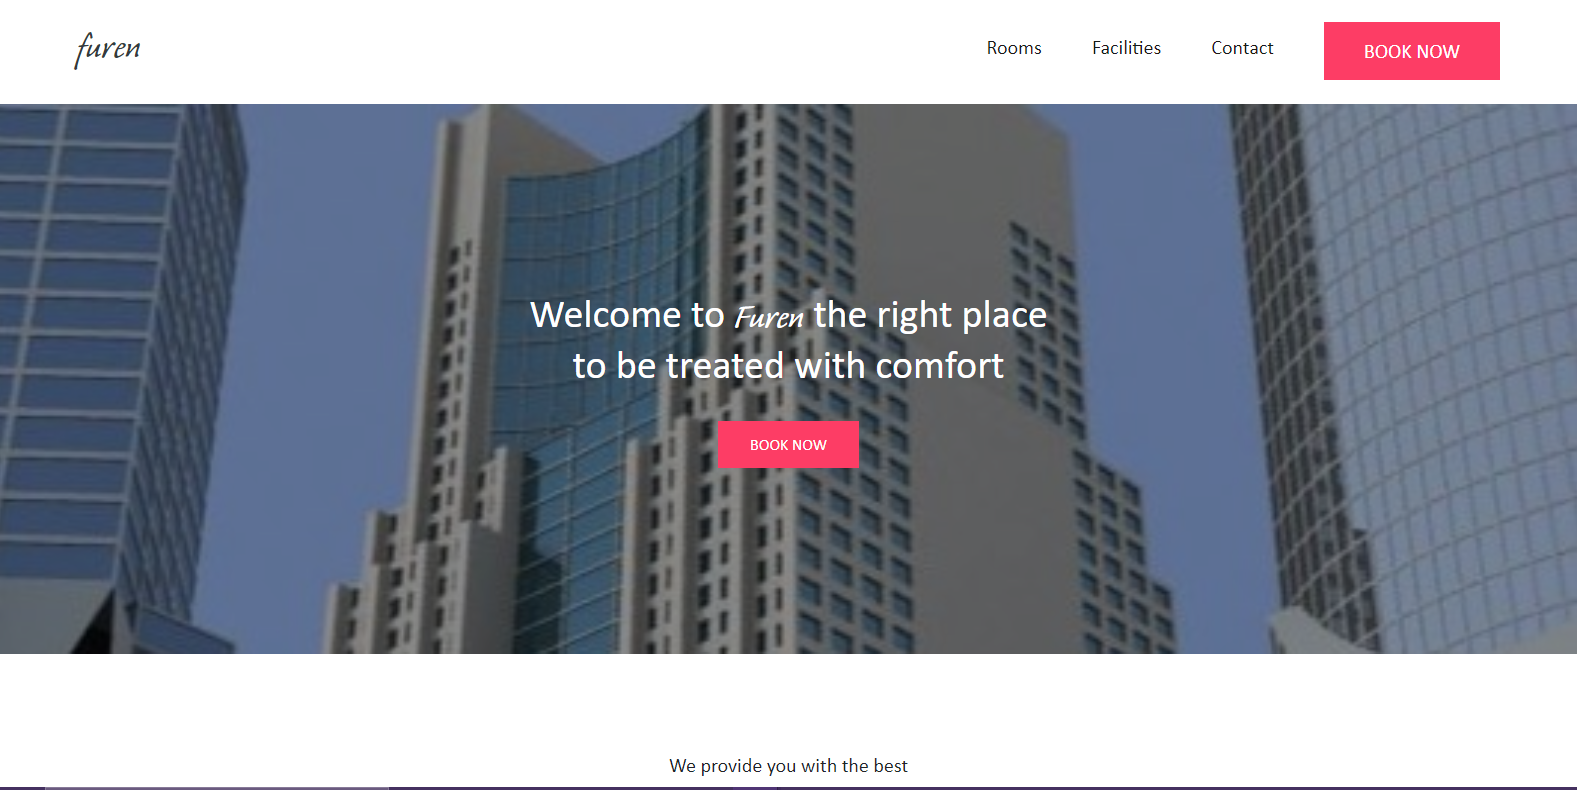 furen
Rooms
Facilities
Contact
BOOK NOW
Welcome to Furen the right place
to be treated with comfort
BOOK NOW
We provide you with the best